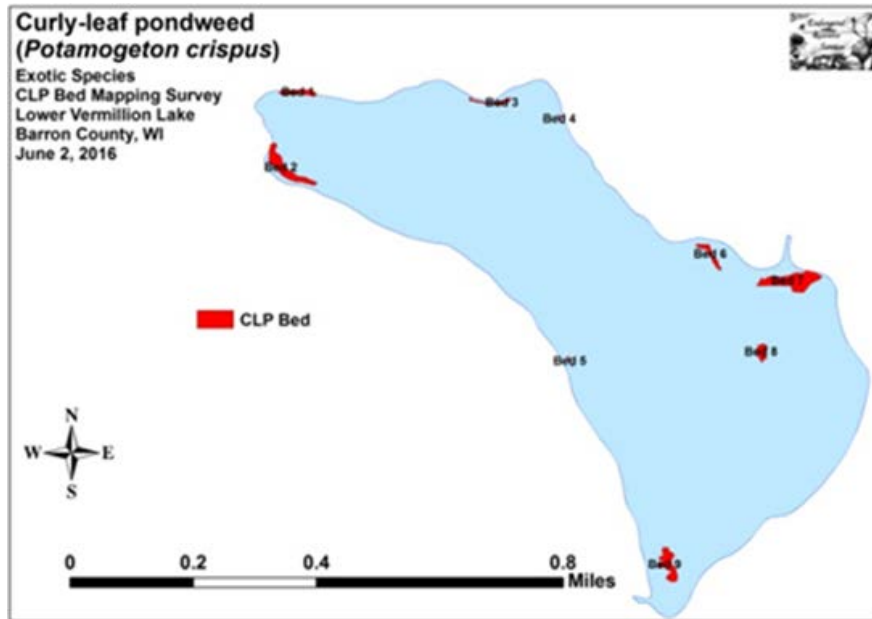 Curly-leaf pondweed
(Potamogeton crispus)
Exotic Species
CLP Bed Mapping Survey
Lower Vermillion Lake
Barron County, WI
June 2, 2016
Bed 1
Bed 3
Bed 4
Bed 2
Bed 6
Bed 7
CLP Bed
Bed 8
Bed 5
N
W E
S
Bed 9
0 0.2 0.4 0.8
Miles